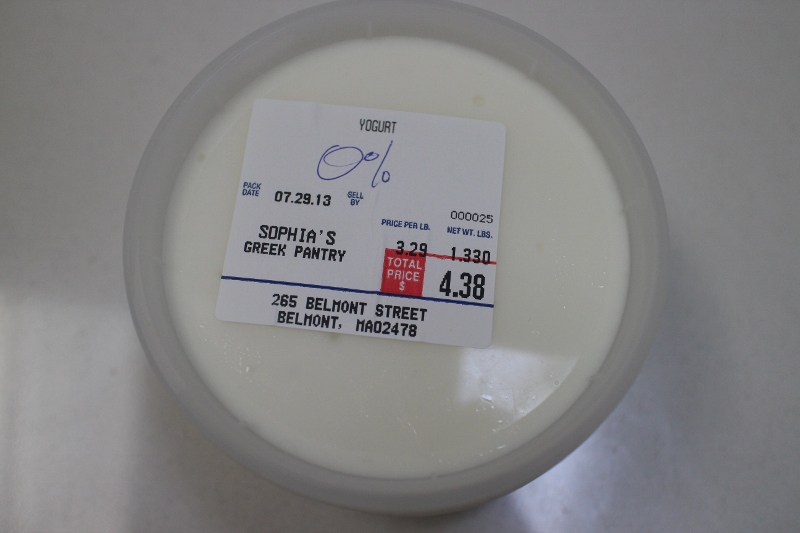 YOGURT
0%
PACK DATE 07.29.13 SELL BY
000025
PRICE PER LB. NET WT. LBS.
3.29 1.330
SOPHIA'S
GREEK PANTRY
TOTAL PRICE $ 4.38
265 BELMONT STREET
BELMONT, MA02478